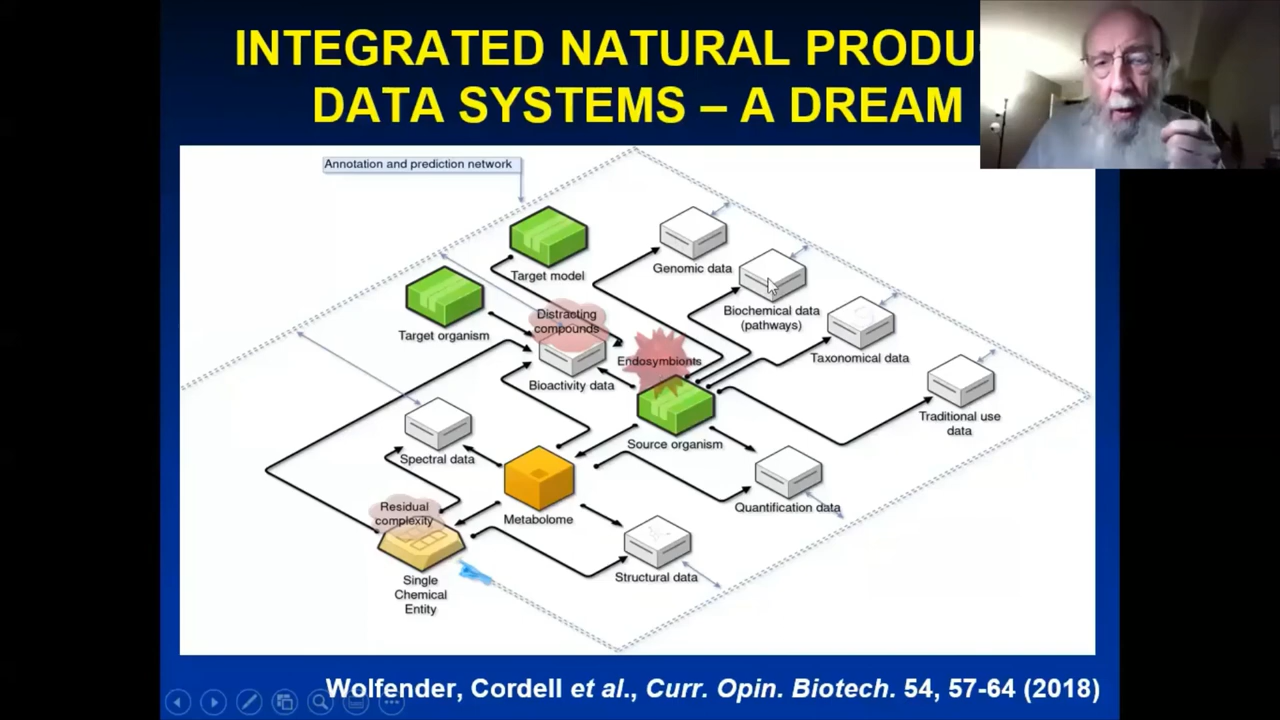 INTEGRATED NATURAL PRODU
DATA SYSTEMS – A DREAM
Annotation and prediction network
Target model
Genomic data
Biochemical data
(pathways)
Target organism
Distracting
compounds
Endosymbionts
Taxonomical data
Bioactivity data
Traditional use
data
Source organism
Spectral data
Quantification data
Residual
complexity
Metabolome
Structural data
Single
Chemical
Entity
Wolfender, Cordell et al., Curr. Opin. Biotech. 54, 57-64 (2018)